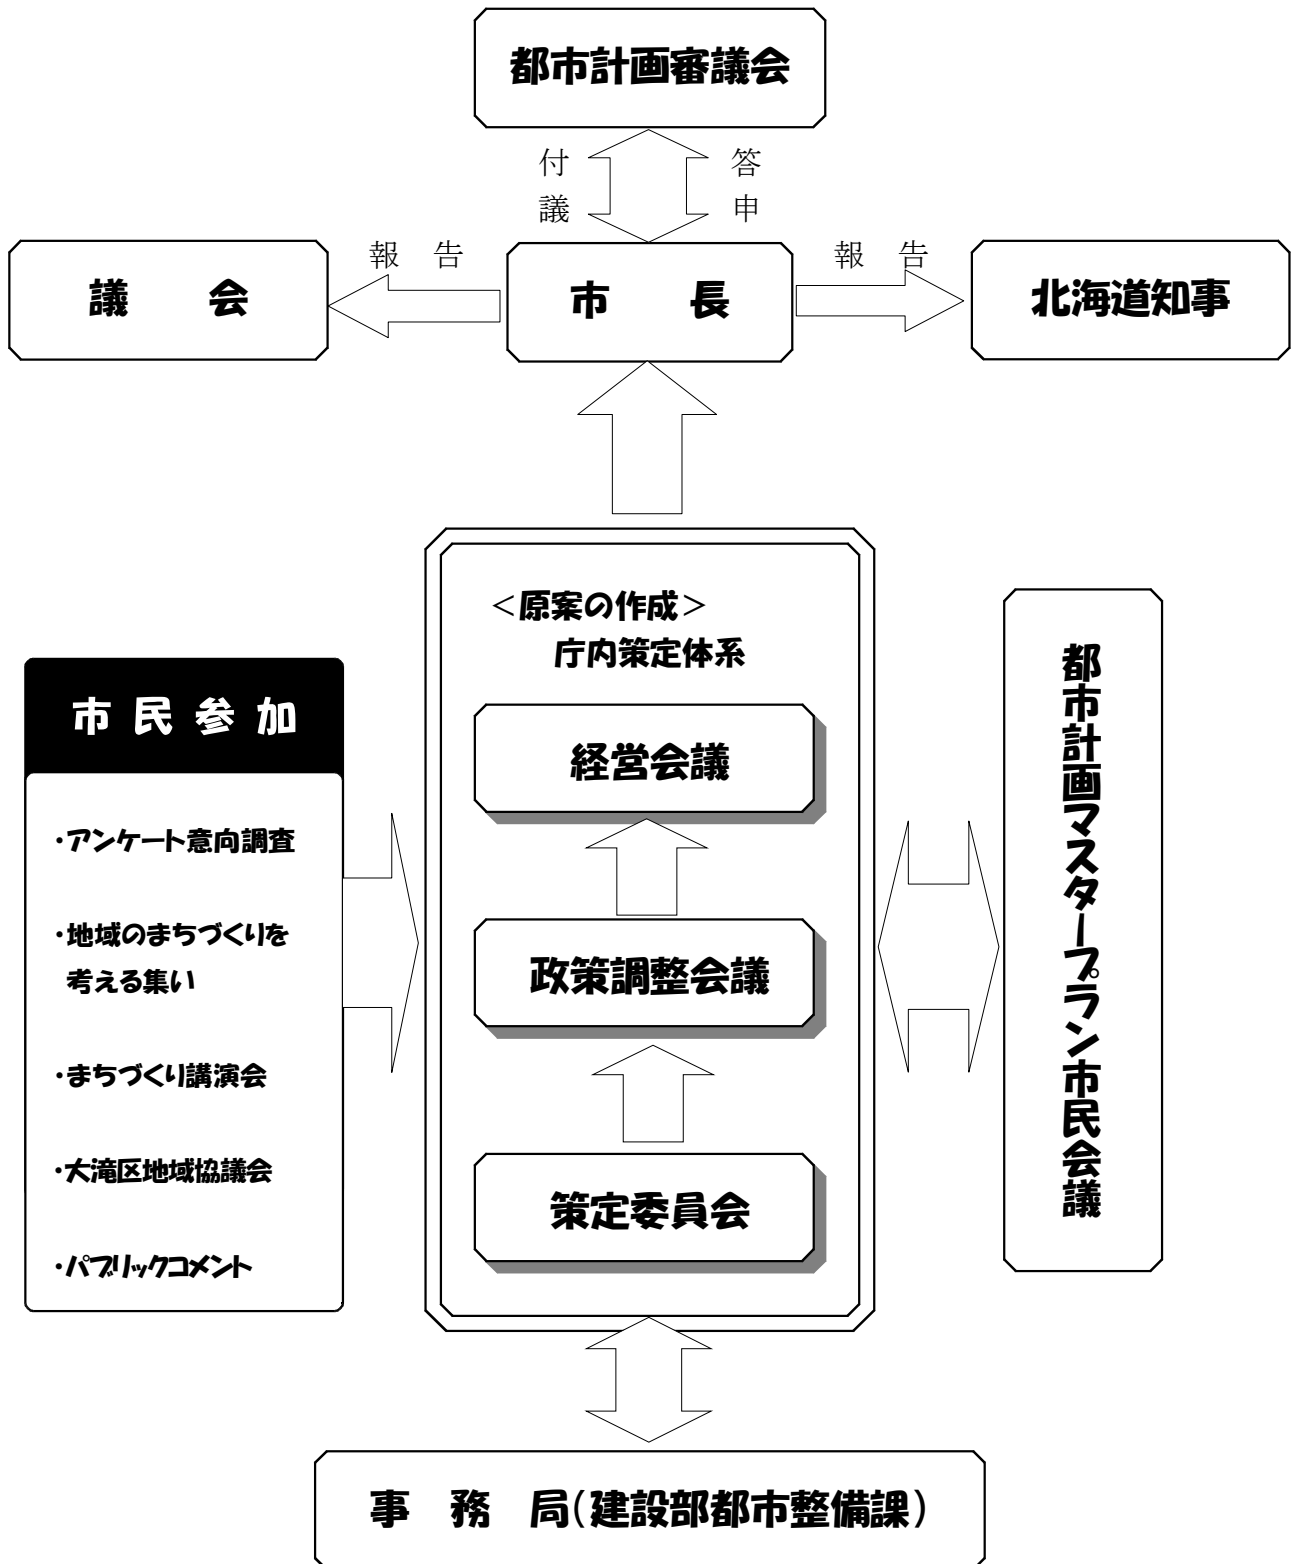 都市計画審議会
付議
答申
報　告
報　告
議　会
市　長
北海道知事
＜原案の作成＞
庁内策定体系
市 民 参 加
・アンケート意向調査
・地域のまちづくりを
考える集い
・まちづくり講演会
・大滝区地域協議会
・パブリックコメント
経営会議
政策調整会議
策定委員会
都市計画マスタープラン市民会議
事　務　局(建設部都市整備課)